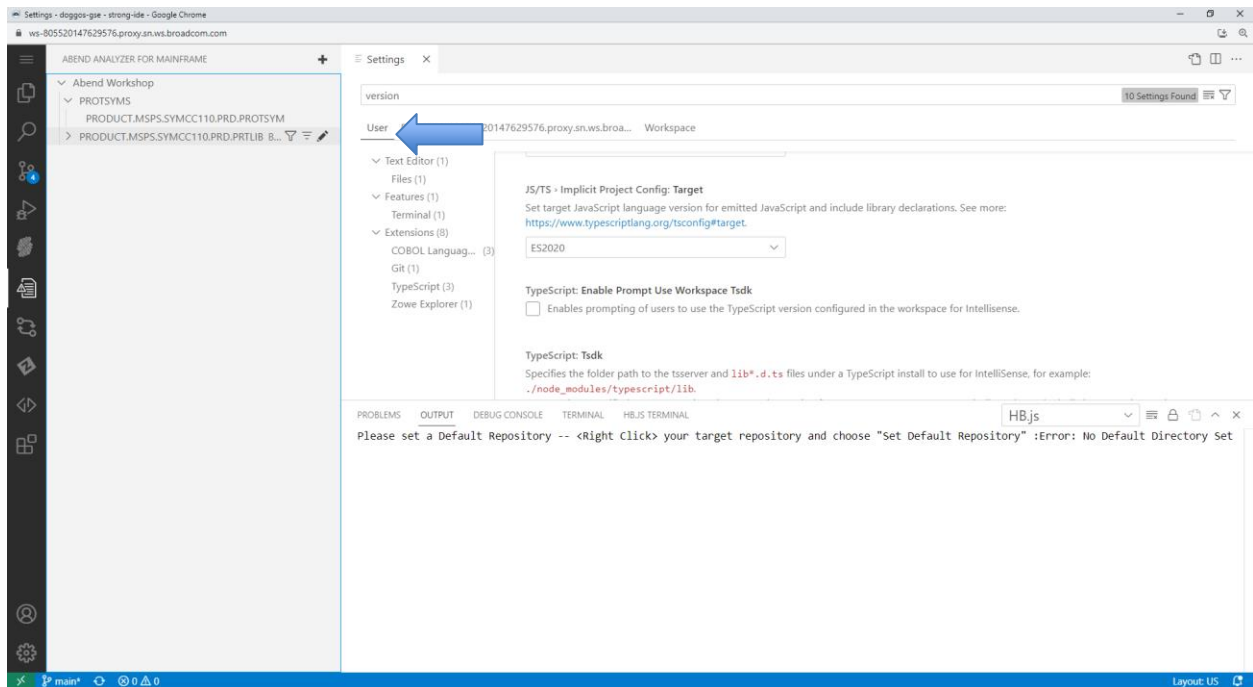 Settings - doggos-gse - strong-ide - Google Chrome
ws-805520147629576.proxy.sn.ws.broadcom.com
ABEND ANALYZER FOR MAINFRAME
Abend Workshop
PROTSYMS
PRODUCT.MSPS.SYMCC110.PRD.PROTSYM
PRODUCT.MSPS.SYMCC110.PRD.PRTLIB B...
4
Settings
version
10 Settings Found
User 20147629576.proxy.sn.ws.broa... Workspace
Text Editor (1)
Files (1)
Features (1)
Terminal (1)
Extensions (8)
COBOL Languag... (3)
Git (1)
TypeScript (3)
Zowe Explorer (1)
JS/TS › Implicit Project Config: Target
Set target JavaScript language version for emitted JavaScript and include library declarations. See more:
https://www.typescriptlang.org/tsconfig#target.
ES2020
TypeScript: Enable Prompt Use Workspace Tsdk
Enables prompting of users to use the TypeScript version configured in the workspace for Intellisense.
TypeScript: Tsdk
Specifies the folder path to the tsserver and lib*.d.ts files under a TypeScript install to use for IntelliSense, for example:
./node_modules/typescript/lib.
PROBLEMS OUTPUT DEBUG CONSOLE TERMINAL HB.JS TERMINAL HB.js
Please set a Default Repository -- <Right Click> your target repository and choose "Set Default Repository" :Error: No Default Directory Set
main* 0 0 Layout: US